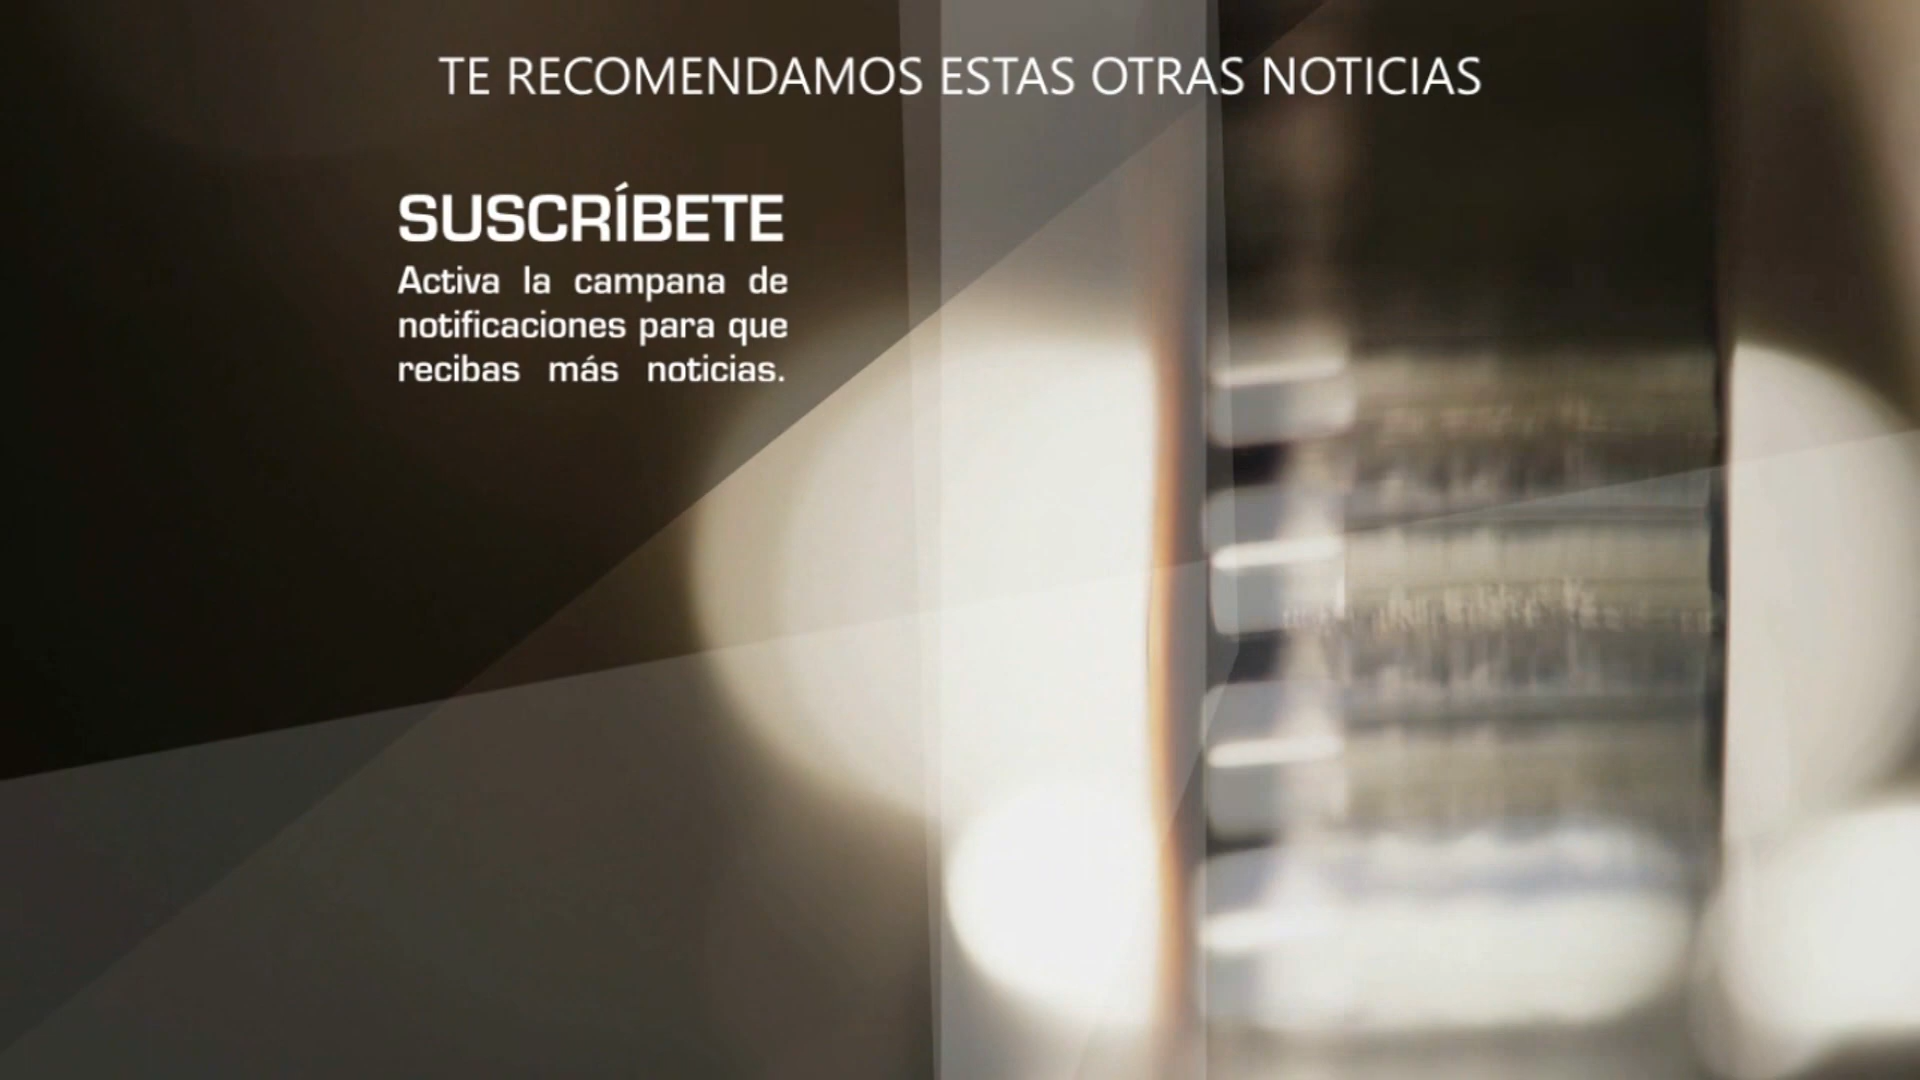 TE RECOMENDAMOS ESTAS OTRAS NOTICIAS
SUSCRÍBETE
Activa la campana de
notificaciones para que
recibas más noticias.